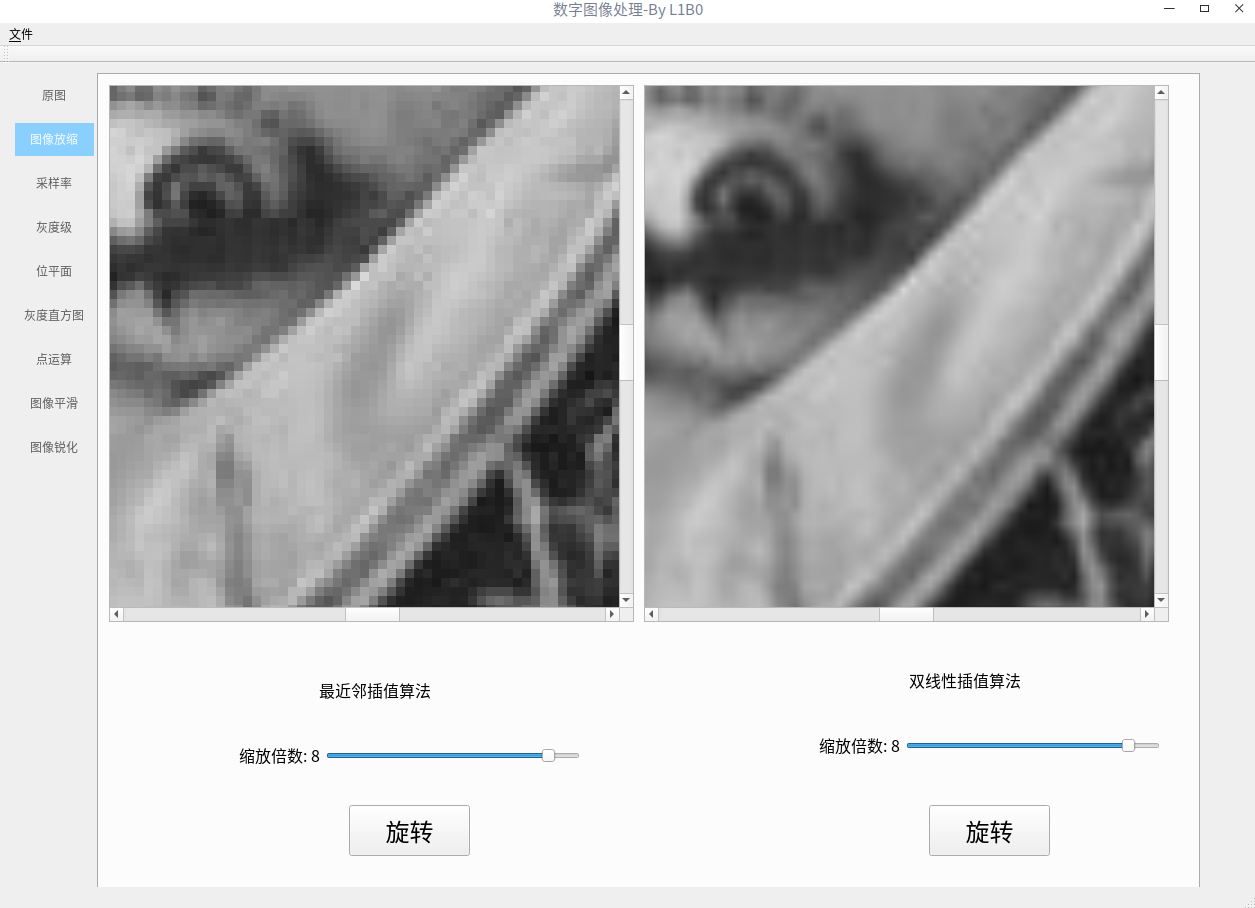 数字图像处理-By L1B0
文件
原图
图像放缩
采样率
灰度级
位平面
灰度直方图
点运算
图像平滑
图像锐化
最近邻插值算法
缩放倍数: 8
旋转
双线性插值算法
缩放倍数: 8
旋转